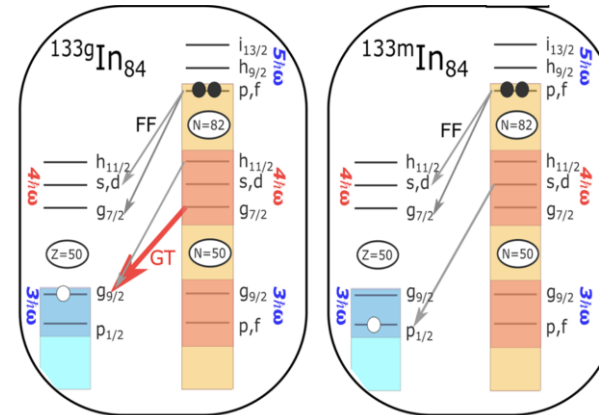 133gIn84
i13/2
h9/2
p,f
5ħω
FF
N=82
h11/2
s,d
g7/2
4ħω
h11/2
s,d
g7/2
4ħω
Z=50
GT
N=50
g9/2
p1/2
3ħω
g9/2
p,f
3ħω
133mIn84
i13/2
h9/2
p,f
5ħω
FF
N=82
h11/2
s,d
g7/2
4ħω
h11/2
s,d
g7/2
4ħω
Z=50
N=50
g9/2
p1/2
3ħω
g9/2
p,f
3ħω